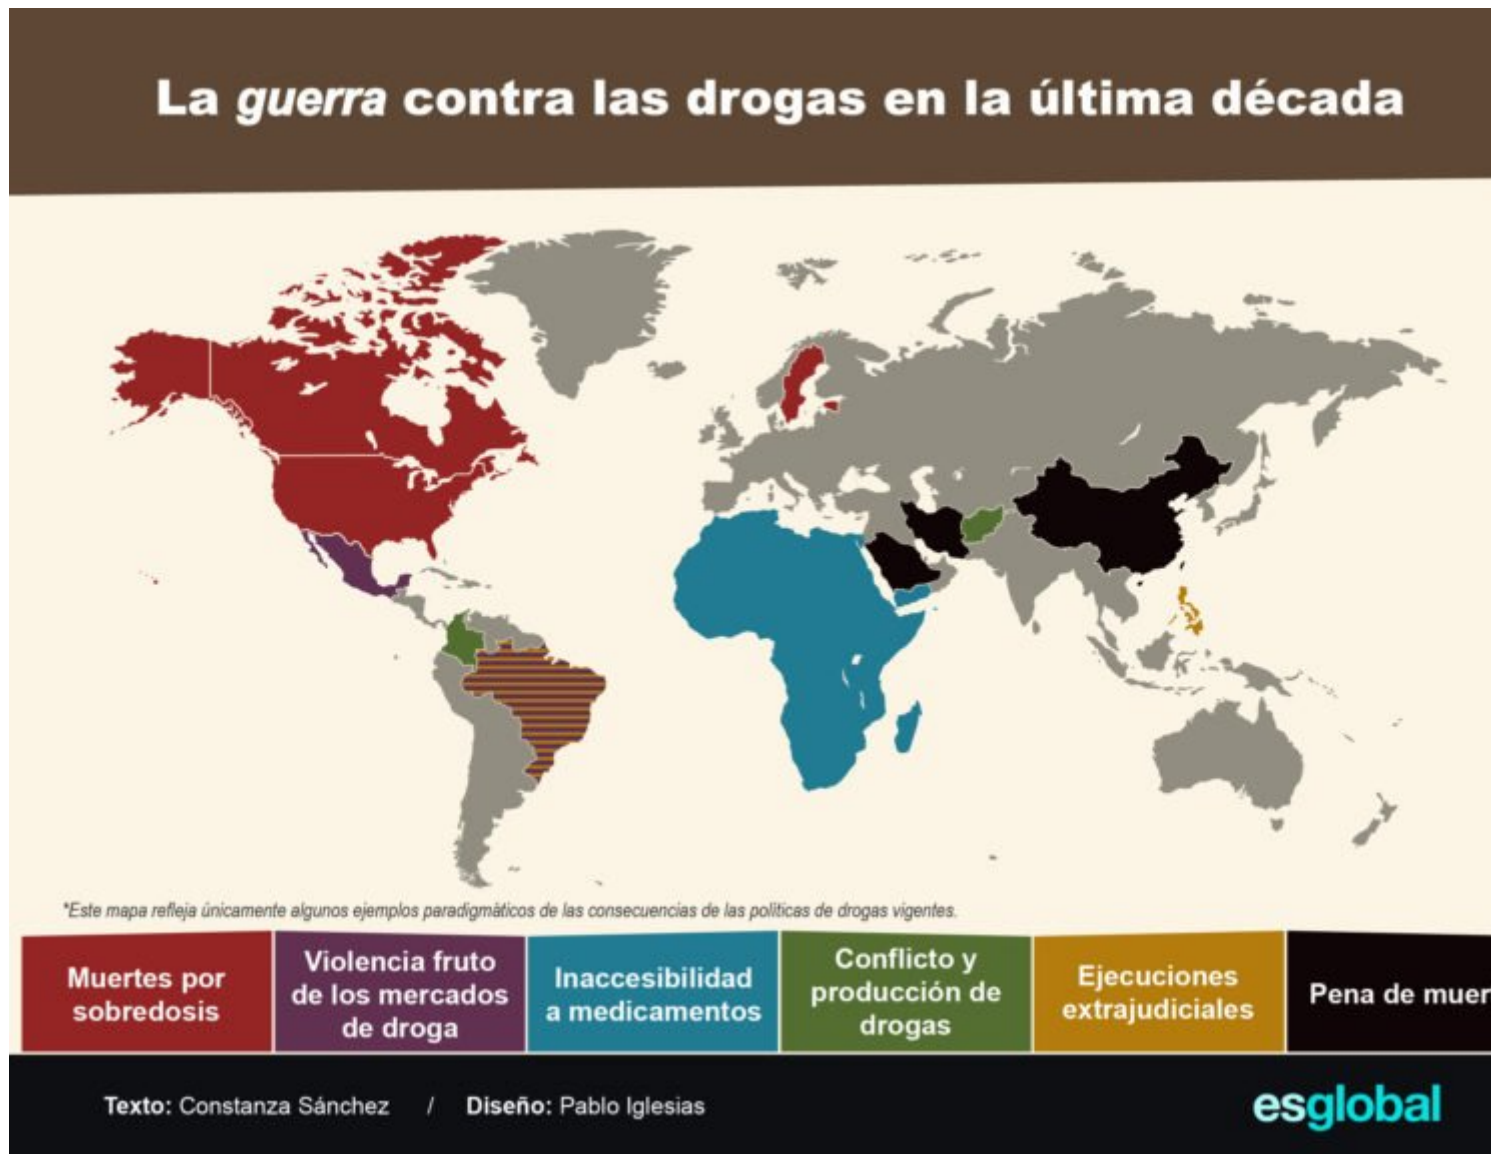 La guerra contra las drogas en la última década
*Este mapa refleja únicamente algunos ejemplos paradigmáticos de las consecuencias de las políticas de drogas vigentes.
Muertes por
sobredosis
Violencia fruto
de los mercados
de droga
Inaccesibilidad
a medicamentos
Conflicto y
producción de
drogas
Ejecuciones
extrajudiciales
Pena de muer
Texto: Constanza Sánchez / Diseño: Pablo Iglesias
esglobal